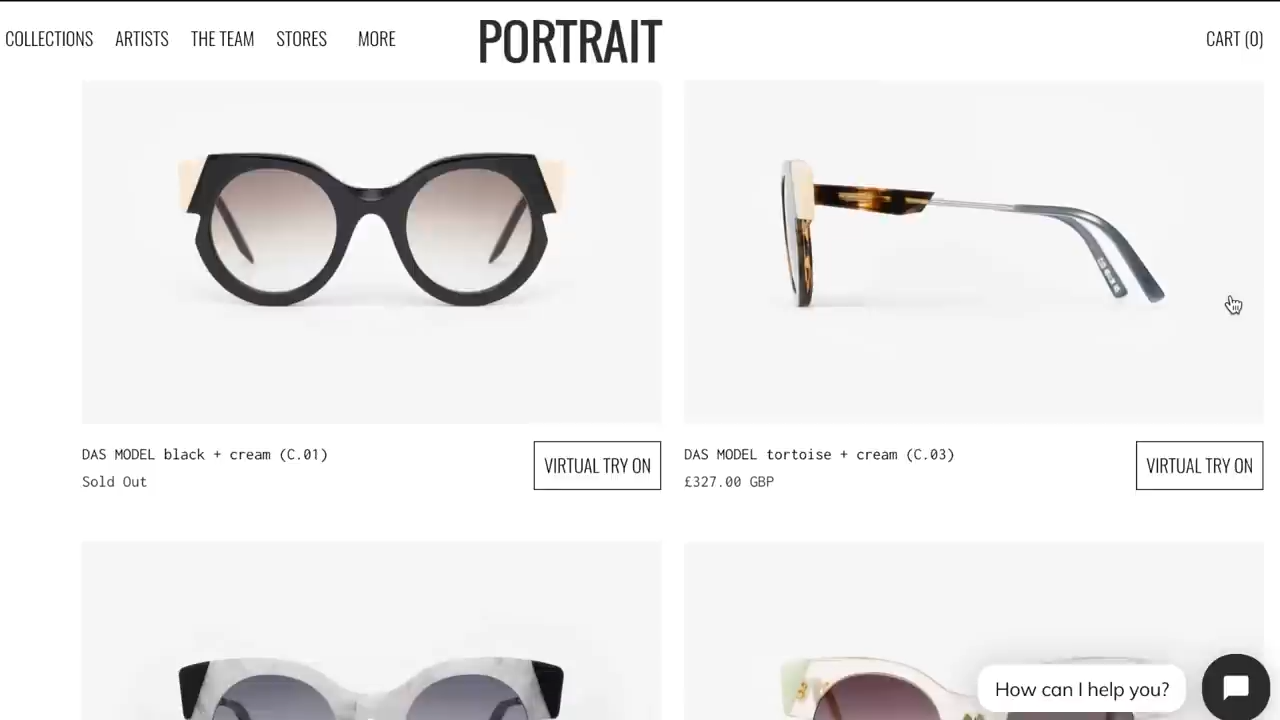 COLLECTIONS ARTISTS THE TEAM STORES MORE PORTRAIT CART (0)
DAS MODEL black + cream (C.01)
Sold Out
VIRTUAL TRY ON
DAS MODEL tortoise + cream (C.03)
£327.00 GBP
VIRTUAL TRY ON
How can I help you?